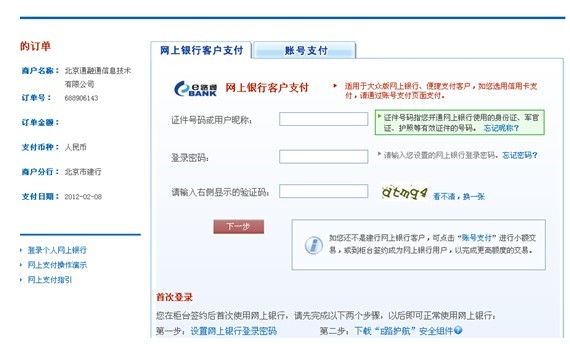 的订单
商户名称： 北京通融通信息技术
有限公司
订单号： 688906143
订单金额：
支付币种： 人民币
商户分行： 北京市建行
支付日期： 2012-02-08
登录个人网上银行
网上支付操作演示
网上支付指引
网上银行客户支付 账号支付
e路通
BANK
网上银行客户支付
适用于大众版网上银行、便捷支付客户，如您选用信用卡支
付，请通过账号支付页面支付。
证件号码或用户昵称：
证件号码指您开通网上银行使用的身份证、军官
证、护照等有效证件的号码。 忘记昵称？
登录密码：
请输入您设置的网上银行登录密码。忘记密码？
请输入右侧显示的验证码：
看不清，换一张
下一步
如您还不是建行网上银行客户，可点击“账号支付”进行小额交
易，或到柜台签约成为网上银行用户，以完成更高额度的交易。
首次登录
您在柜台签约后首次使用网上银行，请先完成以下两个步骤，以后即可正常使用网上银行：
第一步：设置网上银行登录密码 第二步：下载“E路护航”安全组件